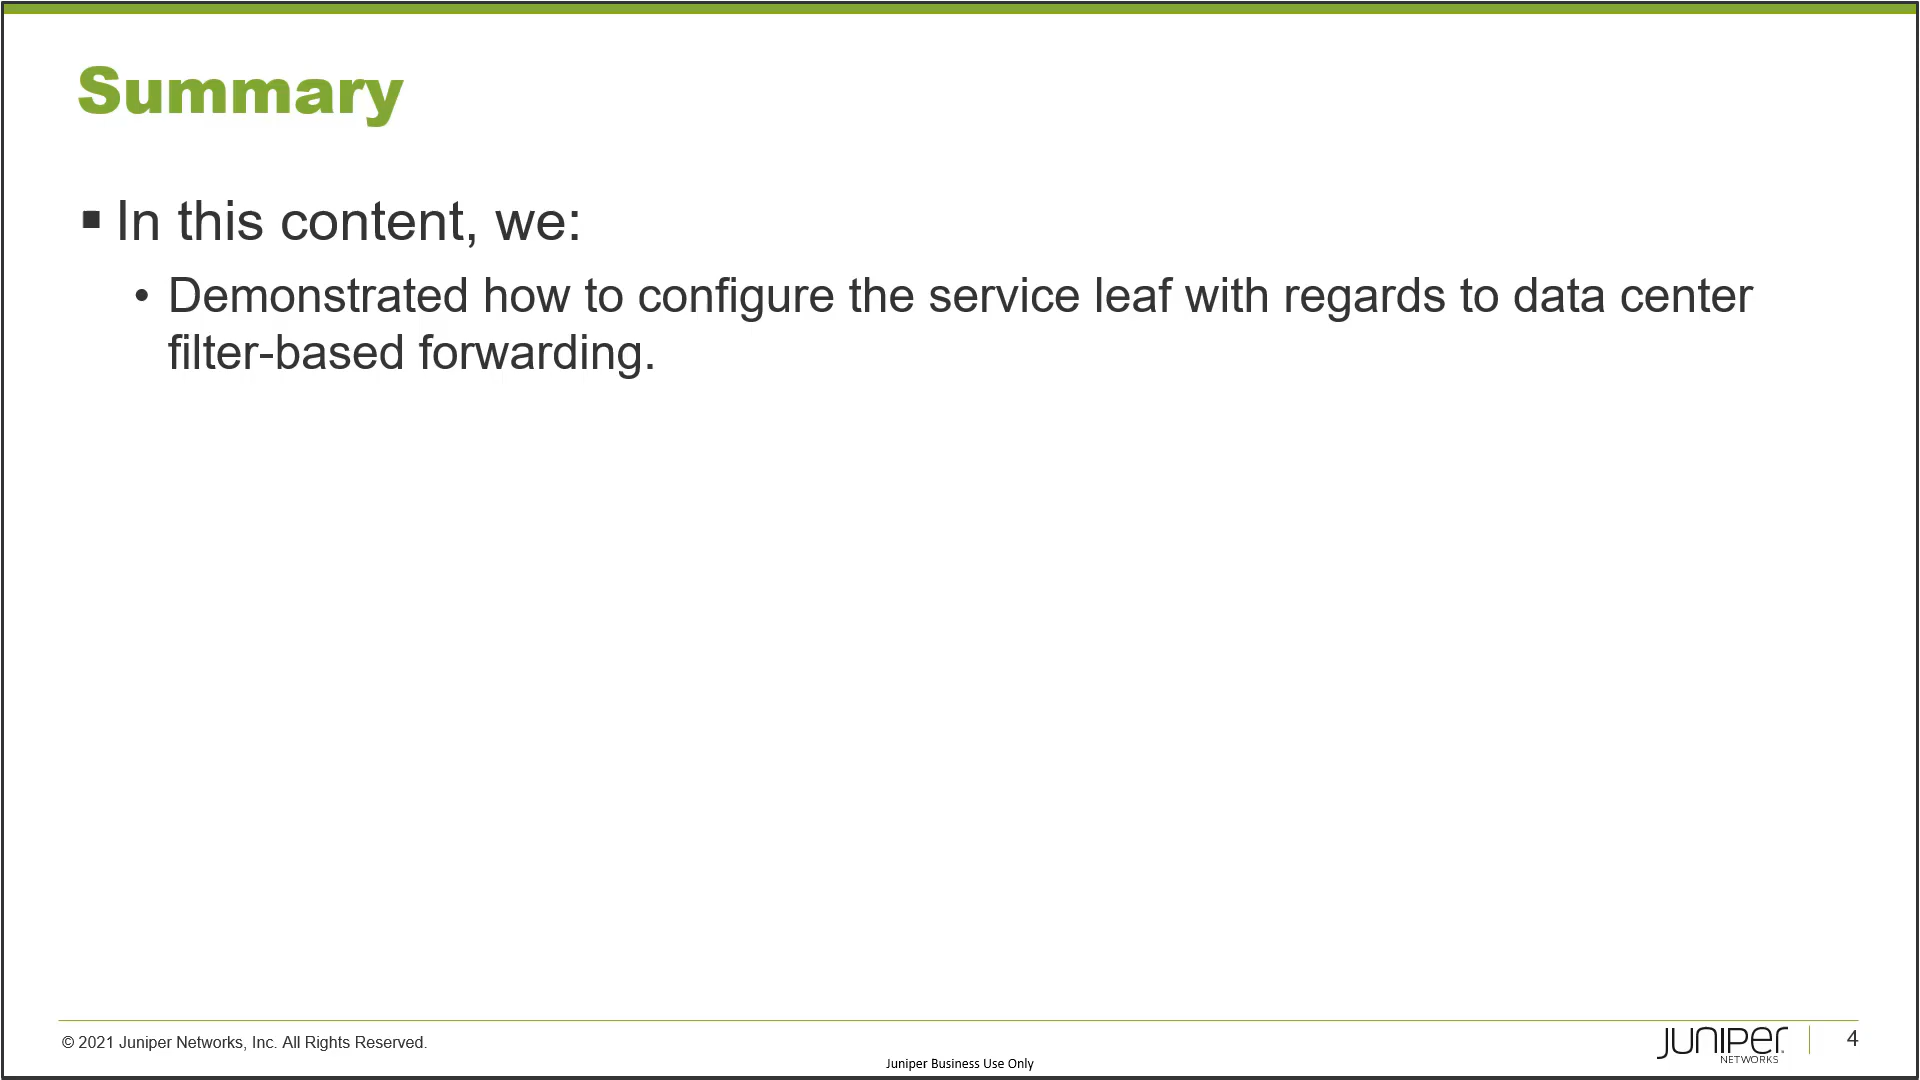 Summary
▪ In this content, we:
• Demonstrated how to configure the service leaf with regards to data center
filter-based forwarding.
© 2021 Juniper Networks, Inc. All Rights Reserved.
Juniper Business Use Only
JUNIPEr
NETWORKS
4